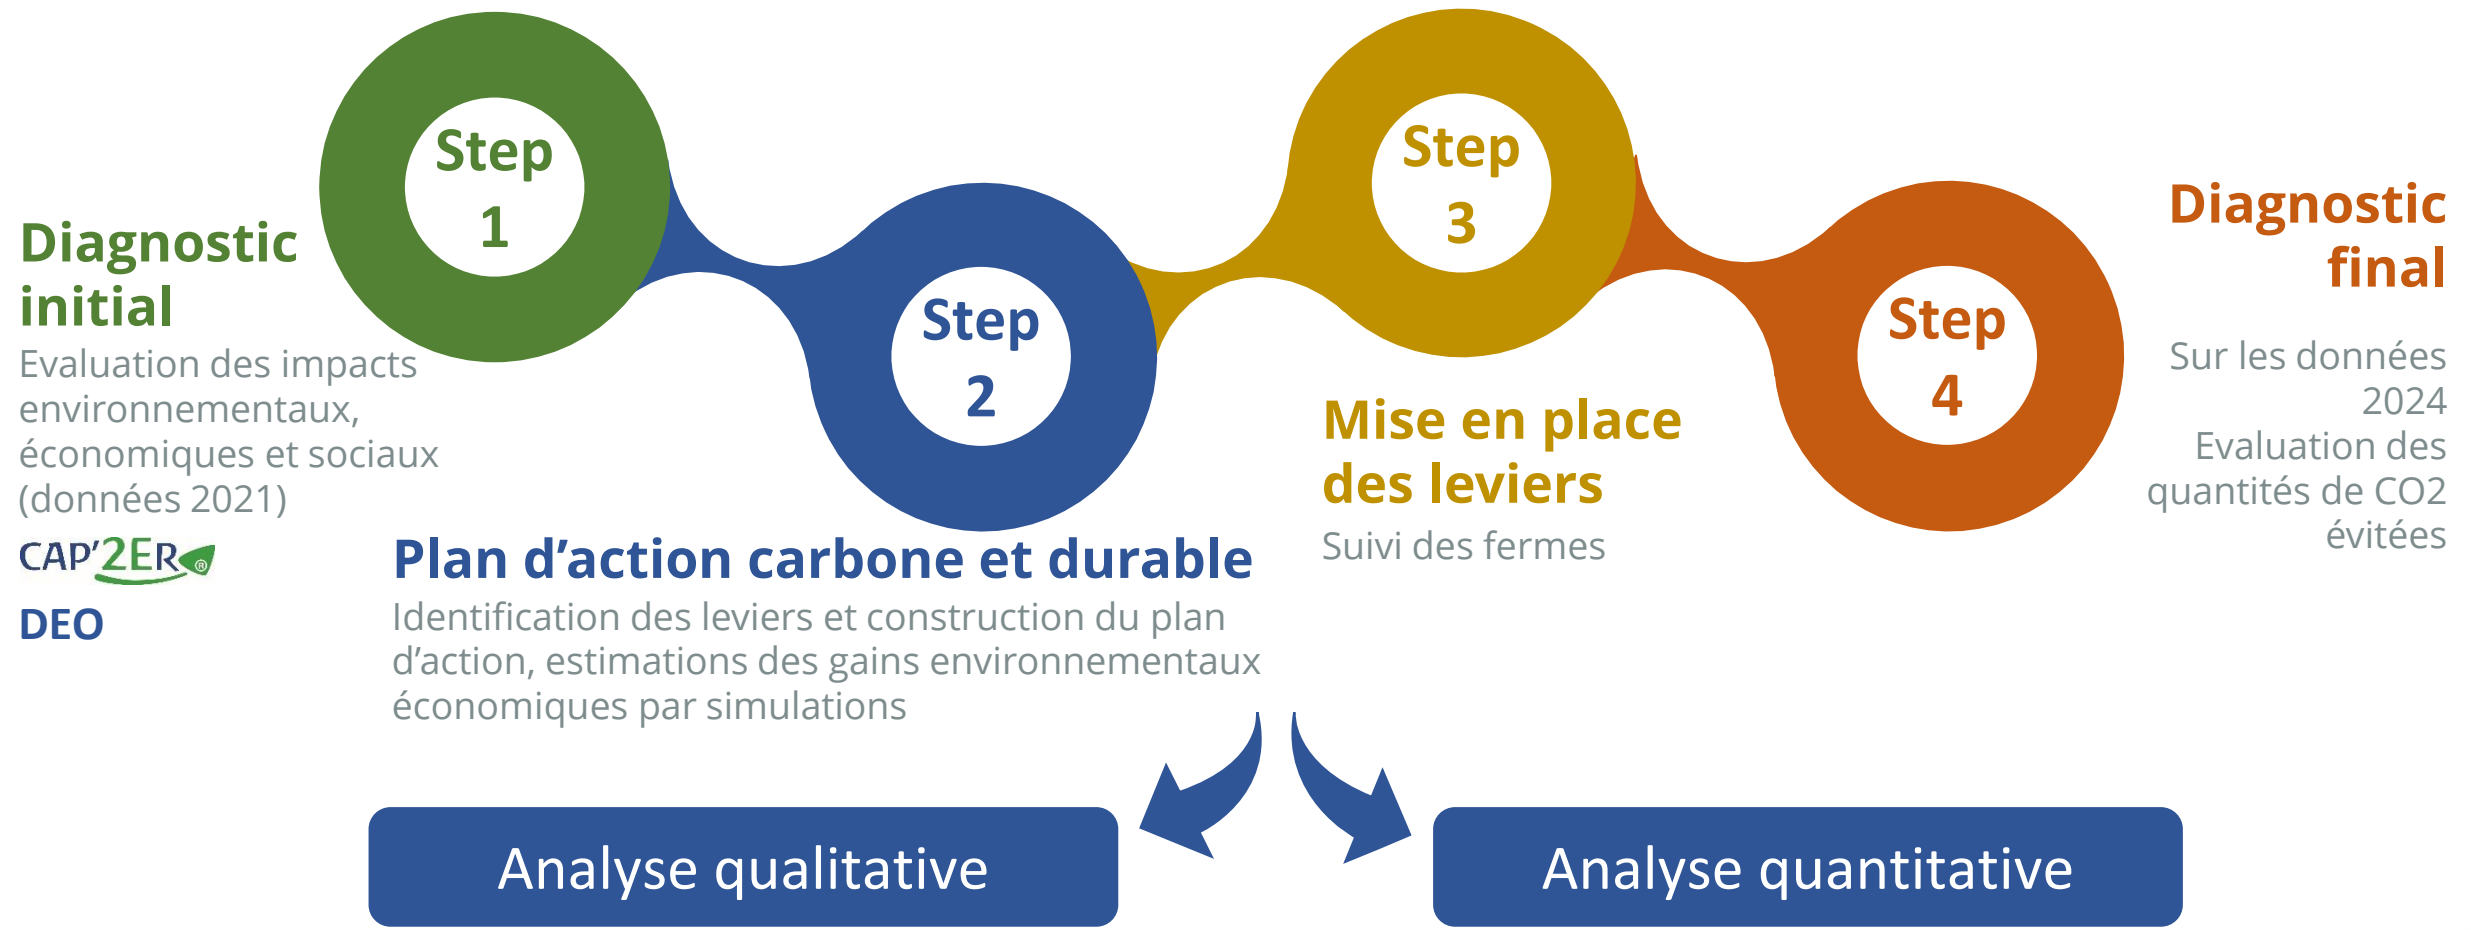 Step
1
Diagnostic
initial
Evaluation des impacts
environnementaux,
économiques et sociaux
(données 2021)
CAP'2ER®
DEO
Step
2
Plan d’action carbone et durable
Identification des leviers et construction du plan
d’action, estimations des gains environnementaux
économiques par simulations
Step
3
Mise en place
des leviers
Suivi des fermes
Step
4
Diagnostic
final
Sur les données
2024
Evaluation des
quantités de CO2
évitées
Analyse qualitative
Analyse quantitative